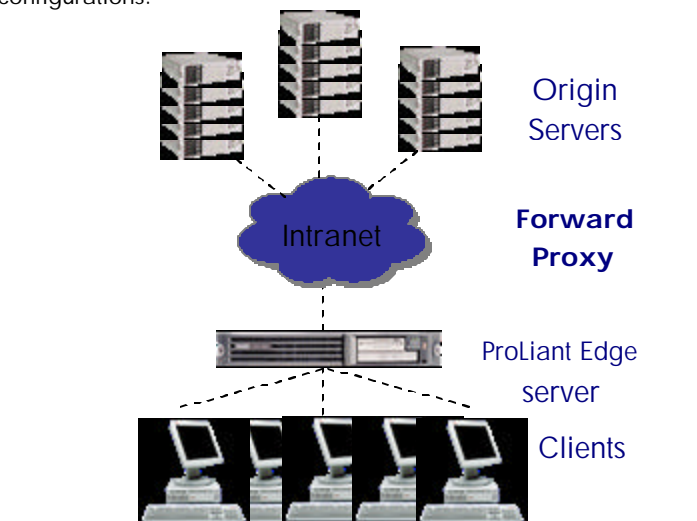 configurations.
Origin
Servers
Intranet
Forward
Proxy
ProLiant Edge
server
Clients